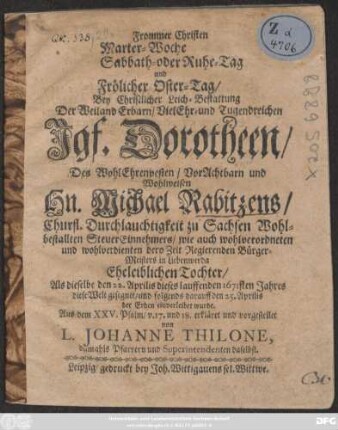 Frommer Christen
Marter-Woche
Sabbath- oder Ruhe-Tag
und
Frölicher Oster-Tag/
Bey Christlicher Leich-Bestattung
Der Weiland Erbarn/ Viel Ehr- und Tugendreichen
Jgf. Dorotheen/
Des WohlEhrenvesten/ VorAchtbarn und
Wohlweisen
Hn. Michael Rabitzens/
Churfl. Durchlauchtigkeit zu Sachsen Wohl-
bestallten SteuerEinnehmers/ wie auch wohlverordneten
und wohlverdienten dero Zeit Regierenden Bürger-
Meisters in Liebenwerda
Eheleiblichen Tochter/
Als dieselbe den 22. Aprilis dieses lauffenden 1671sten Jahres
diese Welt gesegnet/ und folgends darauff den 25. Aprilis
der Erden einverleibet wurde.
Aus dem XXV. Psalm/ v. 17. und 18. erkläret und vorgestellet
von
L. JOHANNE THILONE,
damahls Pfarrern und Superintendenten daselbst.
Leipzig/ gedruckt bey Joh. Wittigauens sel. Wittwe.
Z d
4706